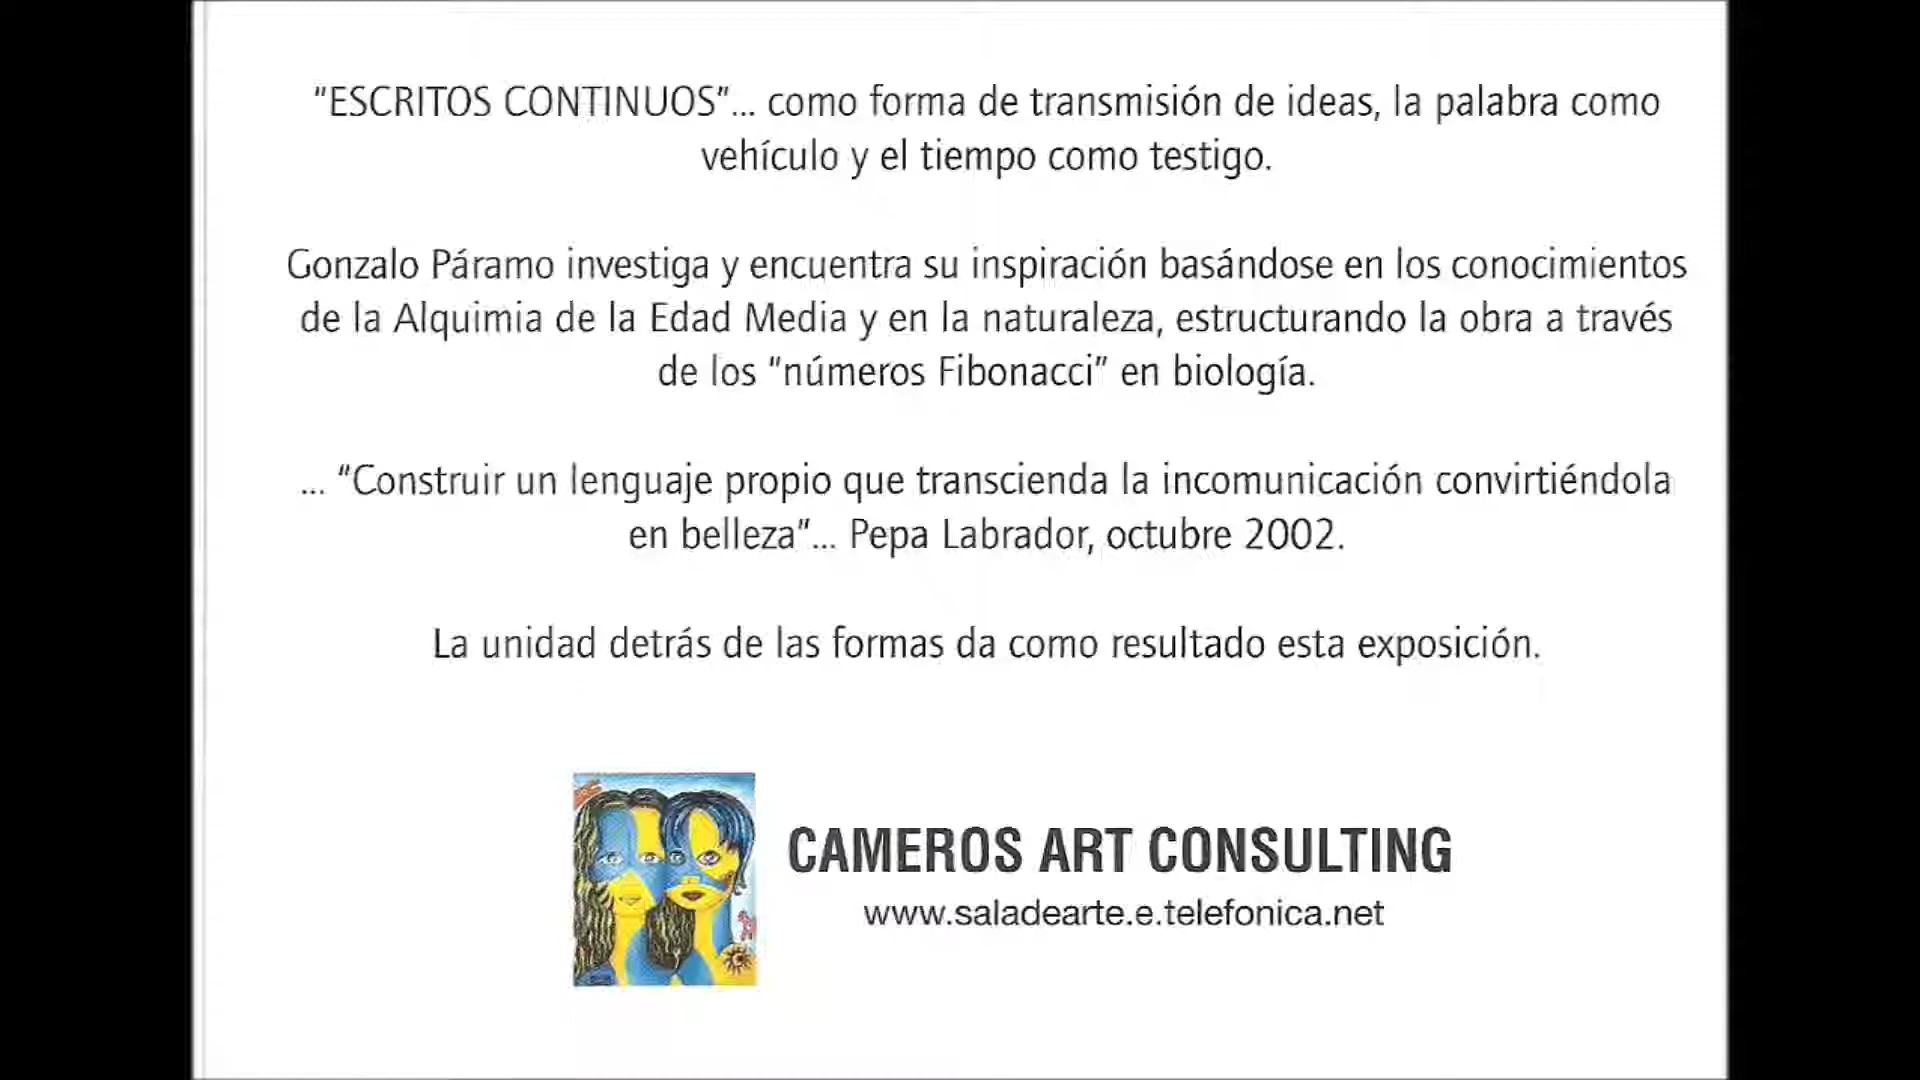 "ESCRITOS CONTINUOS"... como forma de transmisión de ideas, la palabra como
vehículo y el tiempo como testigo.
Gonzalo Páramo investiga y encuentra su inspiración basándose en los conocimientos
de la Alquimia de la Edad Media y en la naturaleza, estructurando la obra a través
de los "números Fibonacci" en biología.
... "Construir un lenguaje propio que transcienda la incomunicación convirtiéndola
en belleza"... Pepa Labrador, octubre 2002.
La unidad detrás de las formas da como resultado esta exposición.
CAMEROS ART CONSULTING
www.saladearte.e.telefonica.net